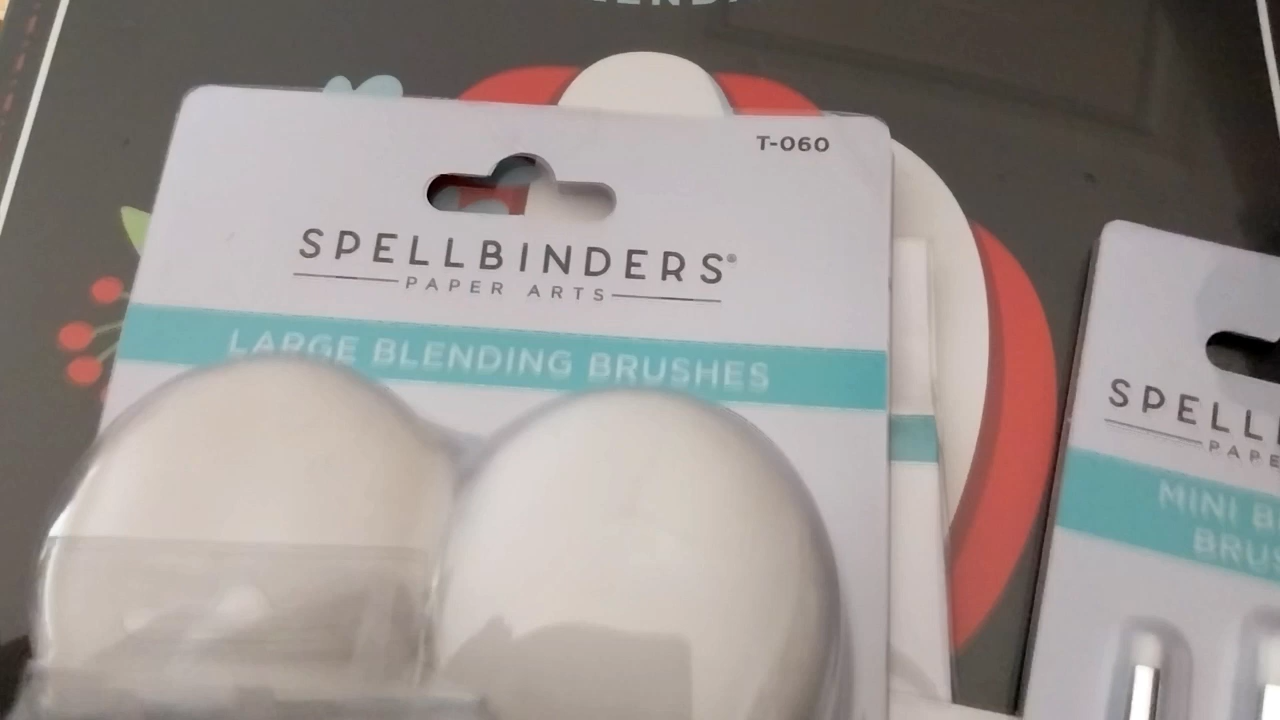 T-060
SPELLBINDERS®
PAPER ARTS
LARGE BLENDING BRUSHES
SPELL
PAPE
MINI B
BRUS